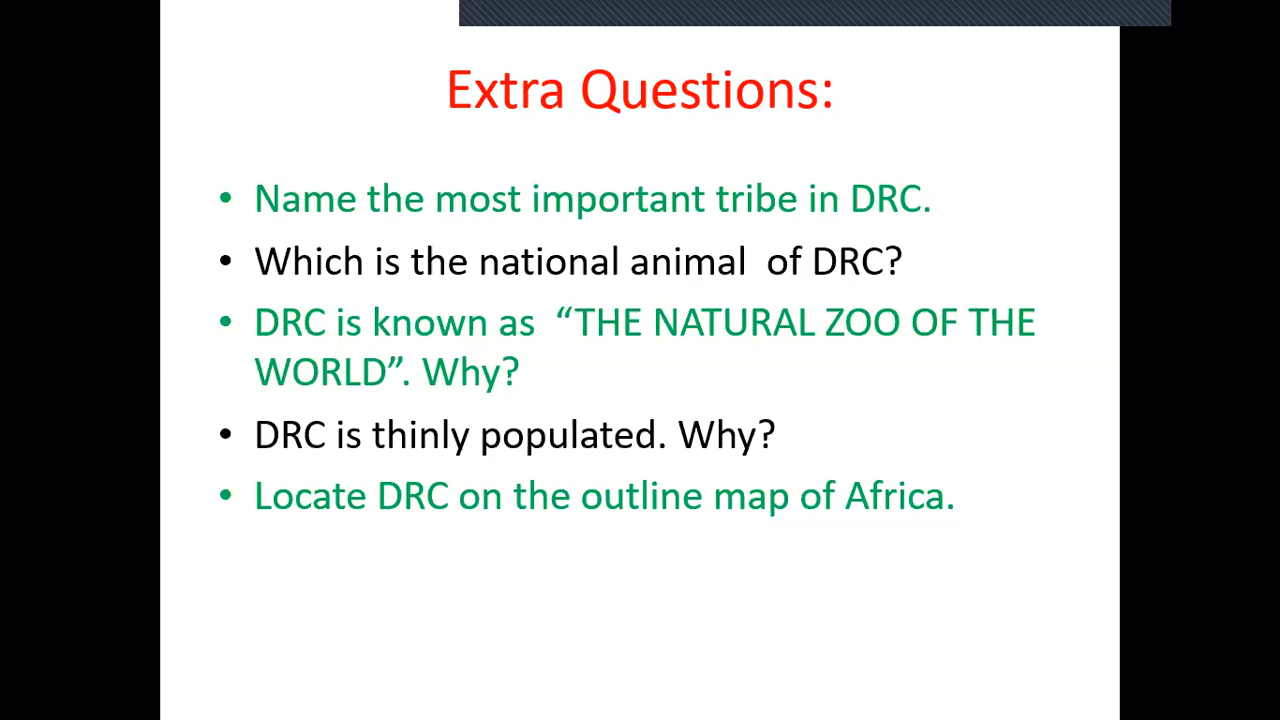 Extra Questions:
• Name the most important tribe in DRC.
• Which is the national animal  of DRC?
• DRC is known as  “THE NATURAL ZOO OF THE
WORLD”. Why?
• DRC is thinly populated. Why?
• Locate DRC on the outline map of Africa.